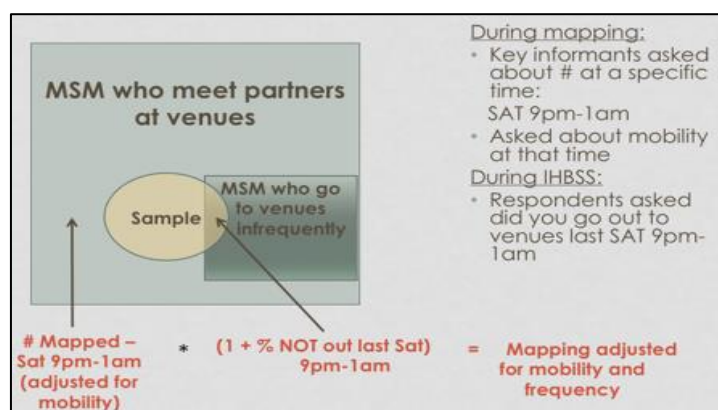 MSM who meet partners
at venues
Sample
MSM who go
to venues
infrequently
During mapping:
• Key informants asked
about # at a specific
time:
SAT 9pm-1am
• Asked about mobility
at that time
During IHBSS:
• Respondents asked
did you go out to
venues last SAT 9pm-
1am
# Mapped –
Sat 9pm-1am
(adjusted for
mobility)
*
(1 + % NOT out last Sat)
9pm-1am
=
Mapping adjusted
for mobility and
frequency